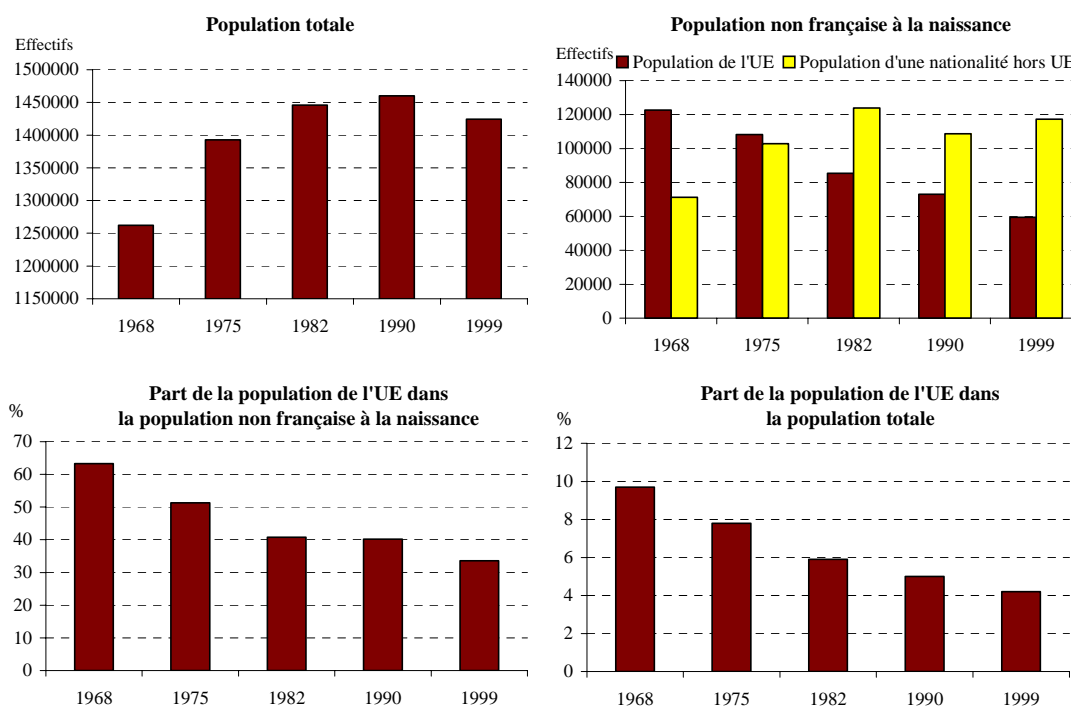 Population totale
Effectifs
1500000
1450000
1400000
1350000
1300000
1250000
1200000
1150000
1968 1975 1982 1990 1999
Population non française à la naissance
Effectifs
Population de l'UE Population d'une nationalité hors UE
140000
120000
100000
80000
60000
40000
20000
0
1968 1975 1982 1990 1999
Part de la population de l'UE dans
la population non française à la naissance
%
70
60
50
40
30
20
10
0
1968 1975 1982 1990 1999
Part de la population de l'UE dans
la population totale
%
12
10
8
6
4
2
0
1968 1975 1982 1990 1999